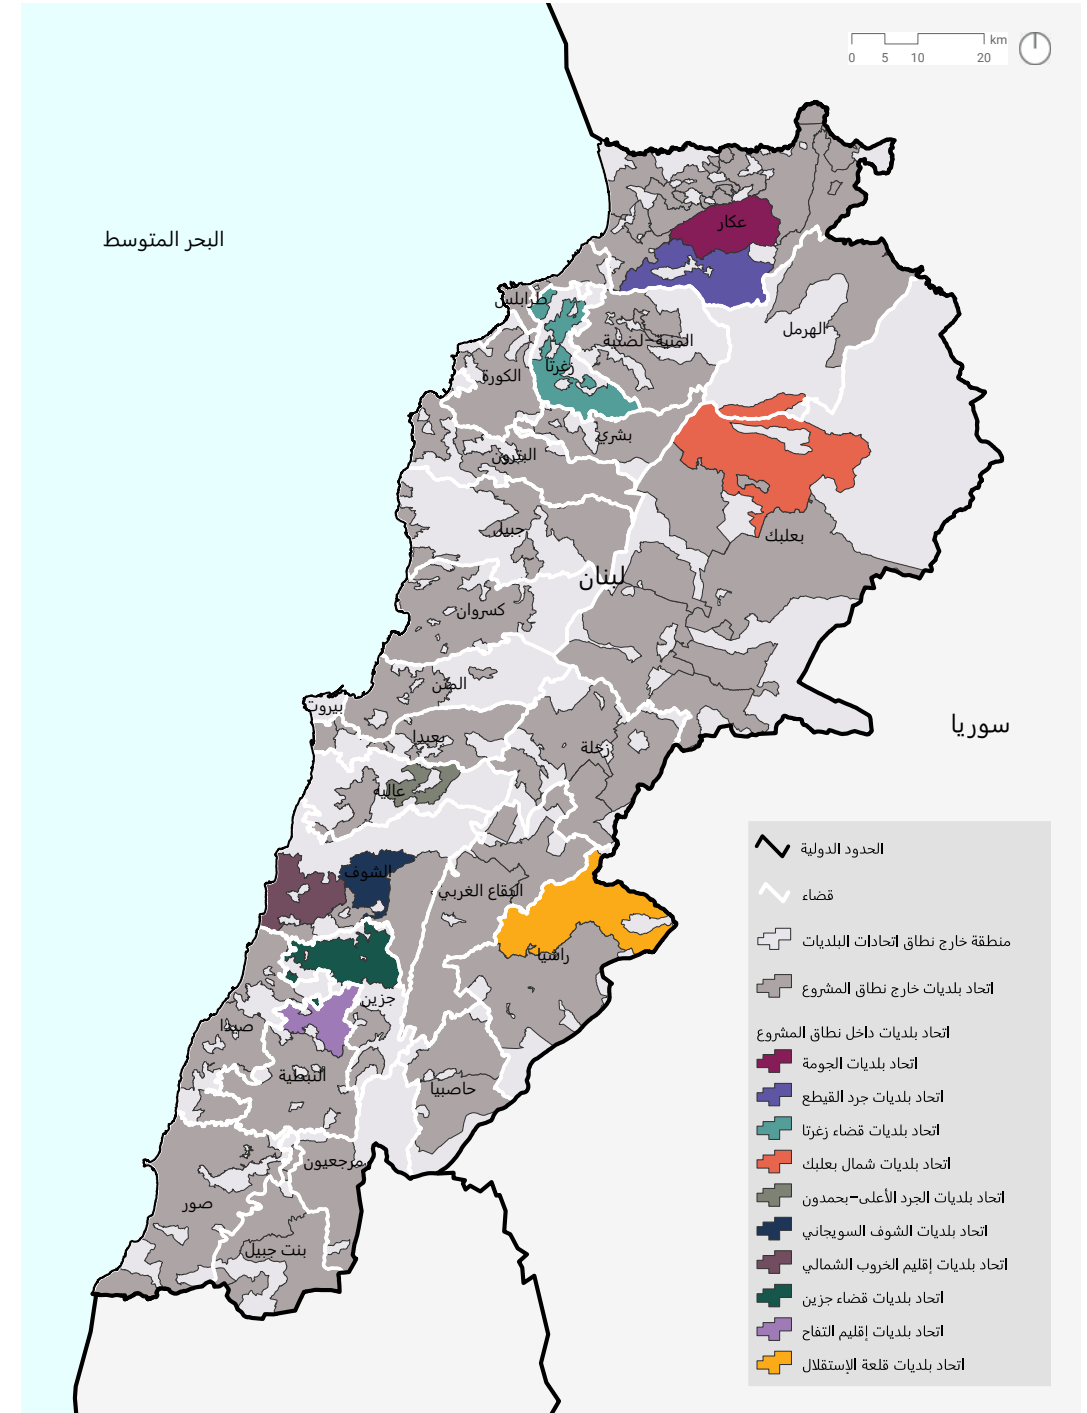 km
0 5 10 20
عكار
البحر المتوسط
طرابلس
الهرمل
المنية-لضنية
زغرتا
الكورة
بشري
البترون
جبيل
بعلبك
لبنان
كسروان
المتن
بيروت
سوريا
بعبدا
زحلة
عاليه
الشوف
البقاع الغربي
راشيا
جزين
صيدا
النبطية
حاصبيا
مرجعيون
صور
بنت جبيل
الحدود الدولية
قضاء
منطقة خارج نطاق اتحادات البلديات
اتحاد بلديات خارج نطاق المشروع
اتحاد بلديات داخل نطاق المشروع
اتحاد بلديات الجومة
اتحاد بلديات جرد القيطع
اتحاد بلديات قضاء زغرتا
اتحاد بلديات شمال بعلبك
اتحاد بلديات الجرد الأعلى-بحمدون
اتحاد بلديات الشوف السويجاني
اتحاد بلديات إقليم الخروب الشمالي
اتحاد بلديات قضاء جزين
اتحاد بلديات إقليم التفاح
اتحاد بلديات قلعة الإستقلال